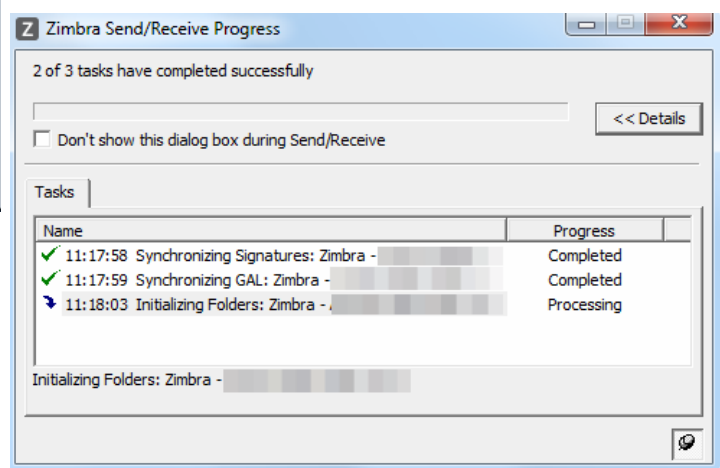 Z Zimbra Send/Receive Progress
2 of 3 tasks have completed successfully
<< Details
Don't show this dialog box during Send/Receive
Tasks
Name Progress
11:17:58 Synchronizing Signatures: Zimbra - Completed
11:17:59 Synchronizing GAL: Zimbra - Completed
11:18:03 Initializing Folders: Zimbra - Processing
Initializing Folders: Zimbra -